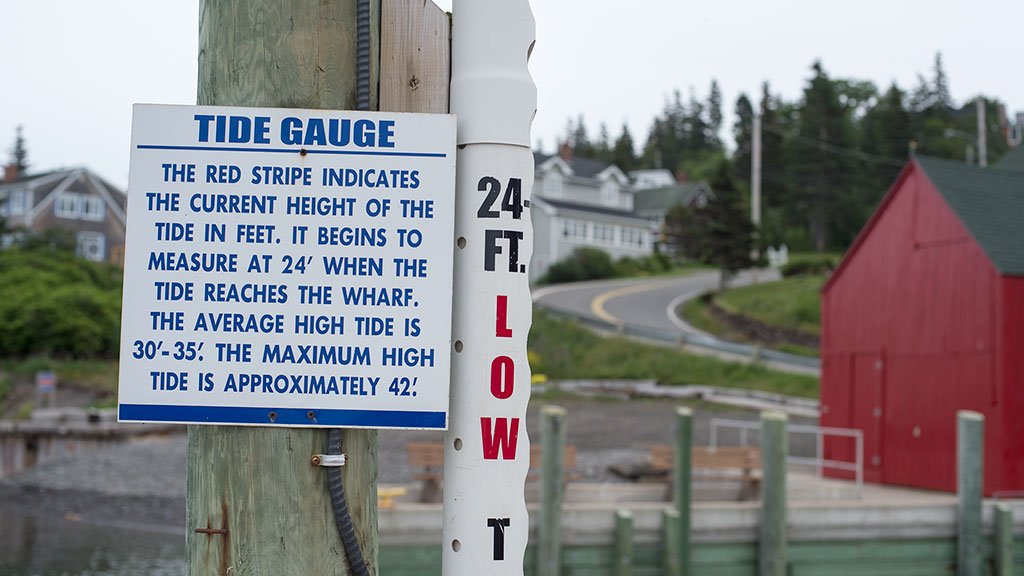 TIDE GAUGE
THE RED STRIPE INDICATES
THE CURRENT HEIGHT OF THE
TIDE IN FEET. IT BEGINS TO
MEASURE AT 24' WHEN THE
TIDE REACHES THE WHARF.
THE AVERAGE HIGH TIDE IS
30'-35'. THE MAXIMUM HIGH
TIDE IS APPROXIMATELY 42'.
24-
FT.
L
O
W
T